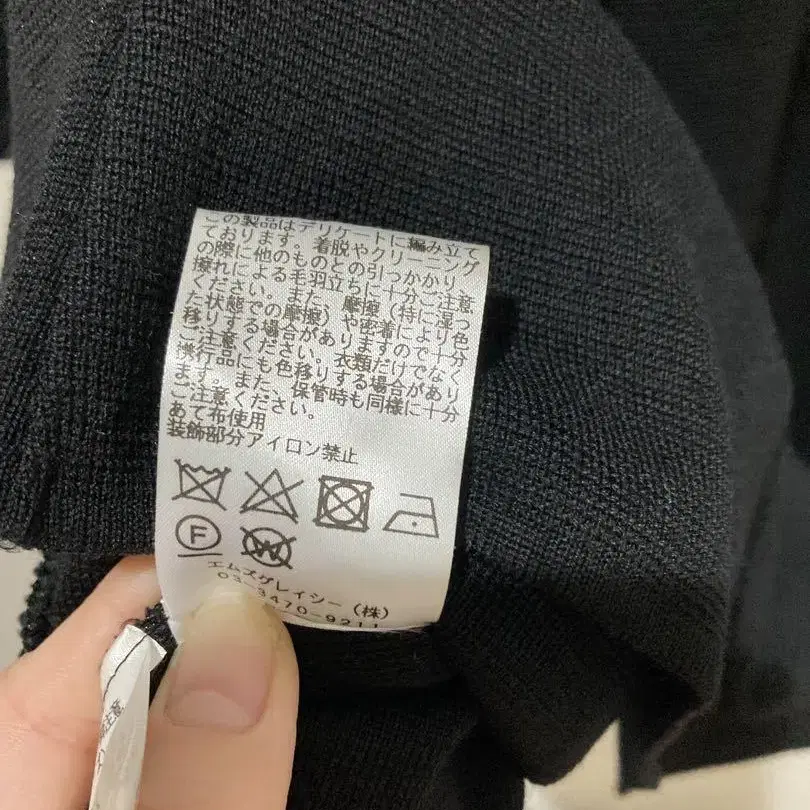 この製品はデリケートに編み立て
ております。着脱やクリーニング
の際に他のものとの引っかかり、
擦れによる毛羽立ちに十分ご注意
ください。また、摩擦（特に湿っ
た状態での摩擦）や密着により色
移りする場合がありますので十分
ご注意ください。衣類だけでなく
携行品にも色移りする場合があり
ます。また、保管時も同様に十分
ご注意ください。
あて布使用
装飾部分アイロン禁止
F
W
エムズグレイシー（株）
03-3470-9211